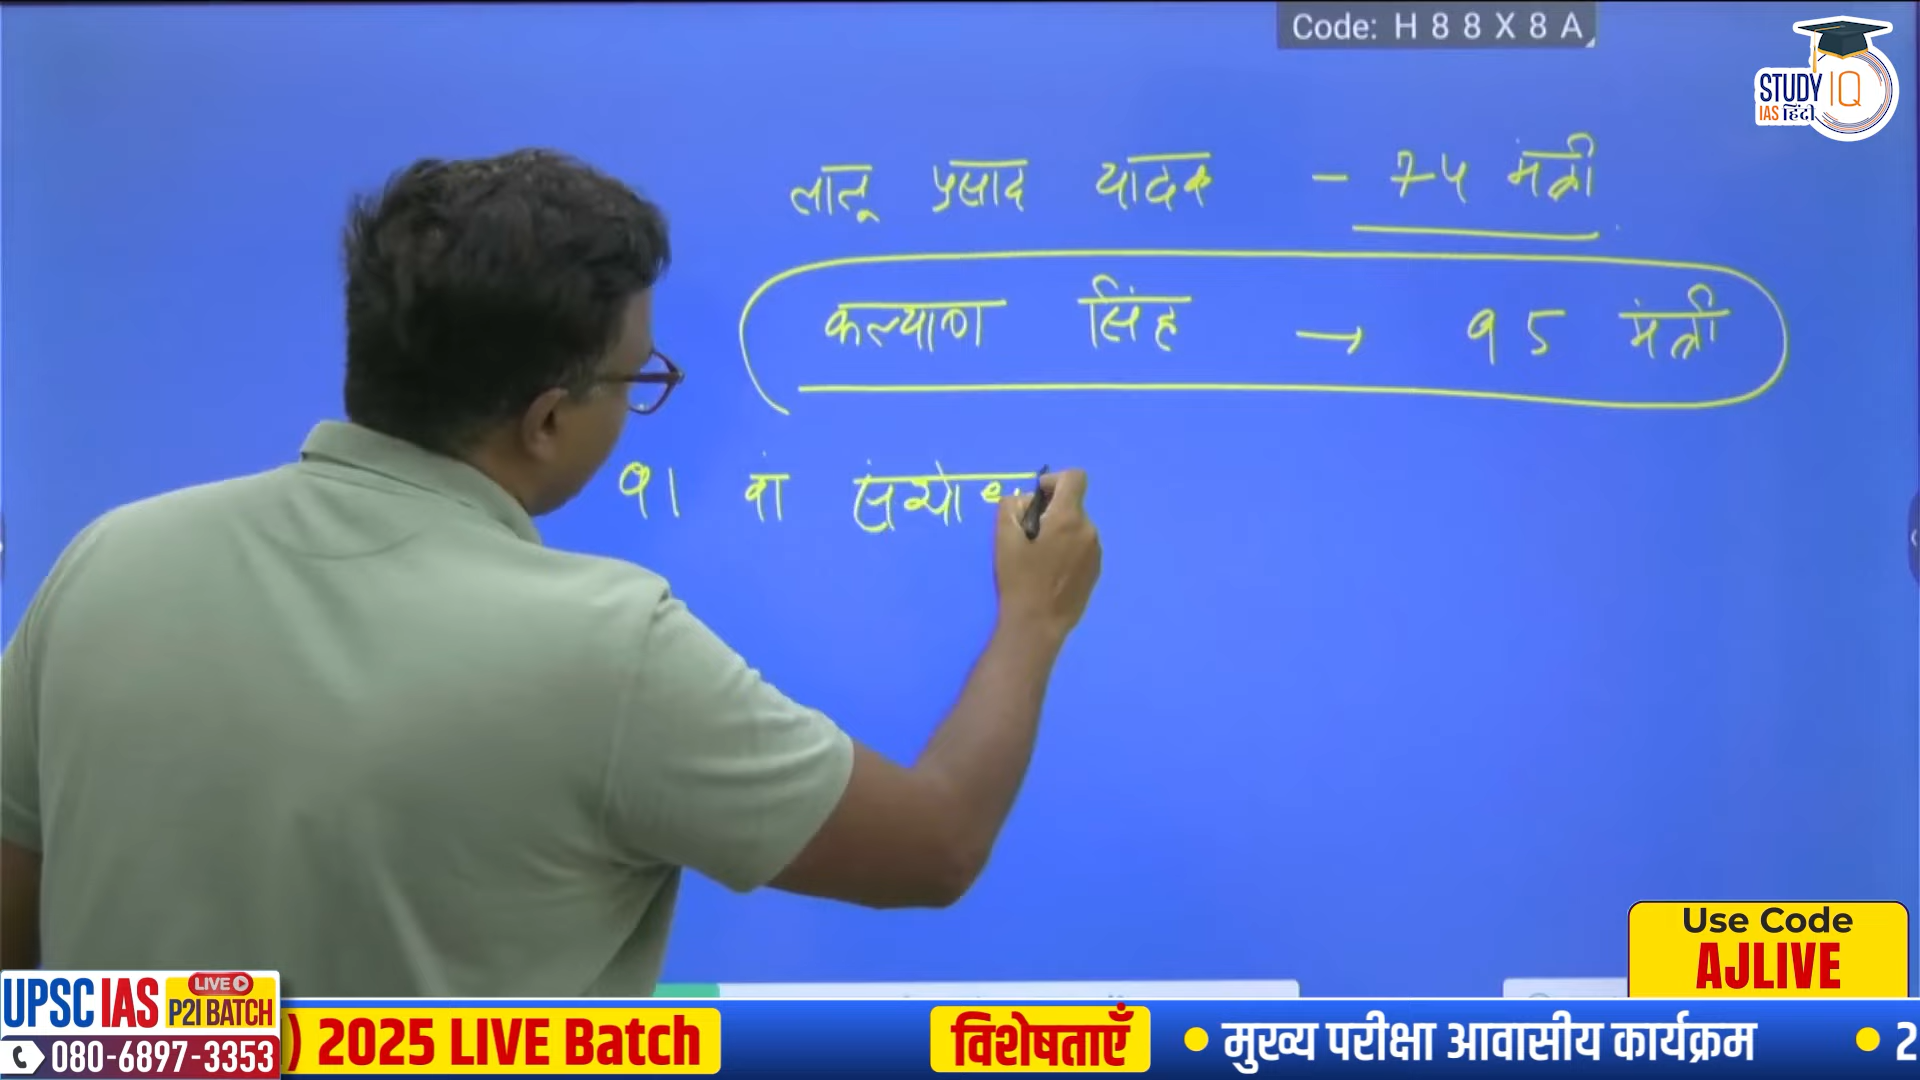 Code: H 8 8 X 8 A
STUDY IQ
IAS हिंदी
लालू प्रसाद यादव - 74 मंत्री
कल्याण सिंह → 95 मंत्री
91 वां संशोध
Use Code
AJLIVE
UPSC IAS LIVE P2I BATCH
080-6897-3353
) 2025 LIVE Batch विशेषताएँ • मुख्य परीक्षा आवासीय कार्यक्रम • 2